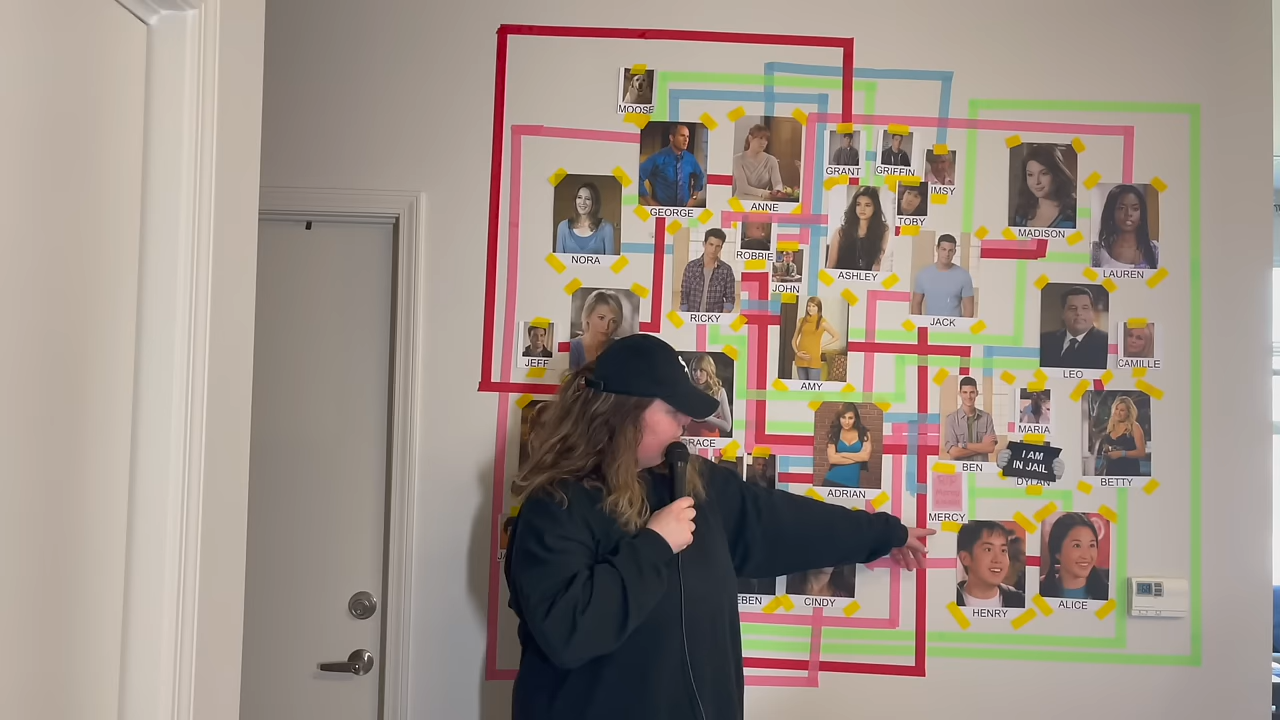 MOOSE
GEORGE
ANNE
GRANT
GRIFFIN
IMSY
TOBY
MADISON
LAUREN
NORA
ROBBIE
JOHN
ASHLEY
RICKY
JACK
JEFF
AMY
LEO
CAMILLE
RACE
ADRIAN
BEN
MARIA
I AM
IN JAIL
DYLAN
BETTY
MERCY
EBEN
CINDY
HENRY
ALICE